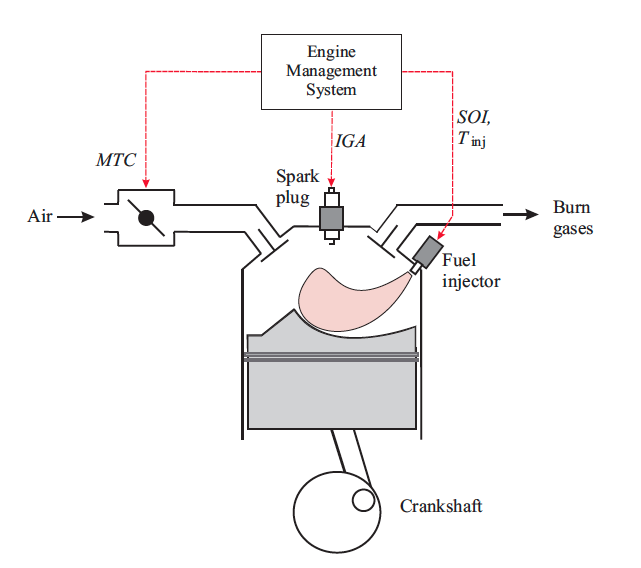 Engine
Management
System
SOI,
T inj
IGA
MTC
Spark
plug
Air
Burn
gases
Fuel
injector
Crankshaft